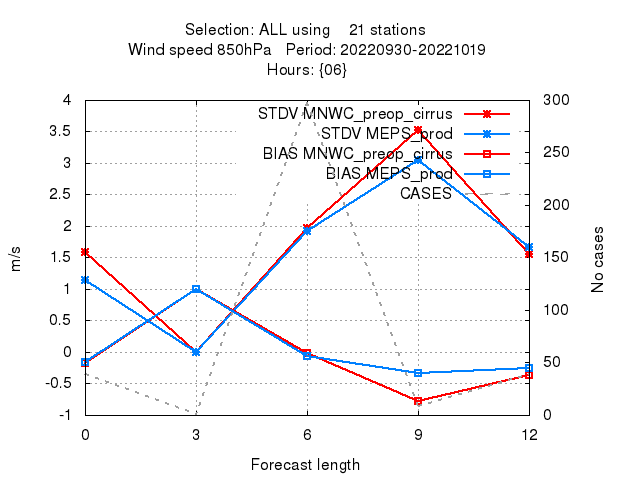 Selection: ALL using    21 stations
Wind speed 850hPa   Period: 20220930-20221019
Hours: {06}
STDV MNWC_preop_cirrus
STDV MEPS_prod
BIAS MNWC_preop_cirrus
BIAS MEPS_prod
CASES
4
3.5
3
2.5
2
1.5
1
0.5
0
-0.5
-1
m/s
300
250
200
150
100
50
0
No cases
0 3 6 9 12
Forecast length